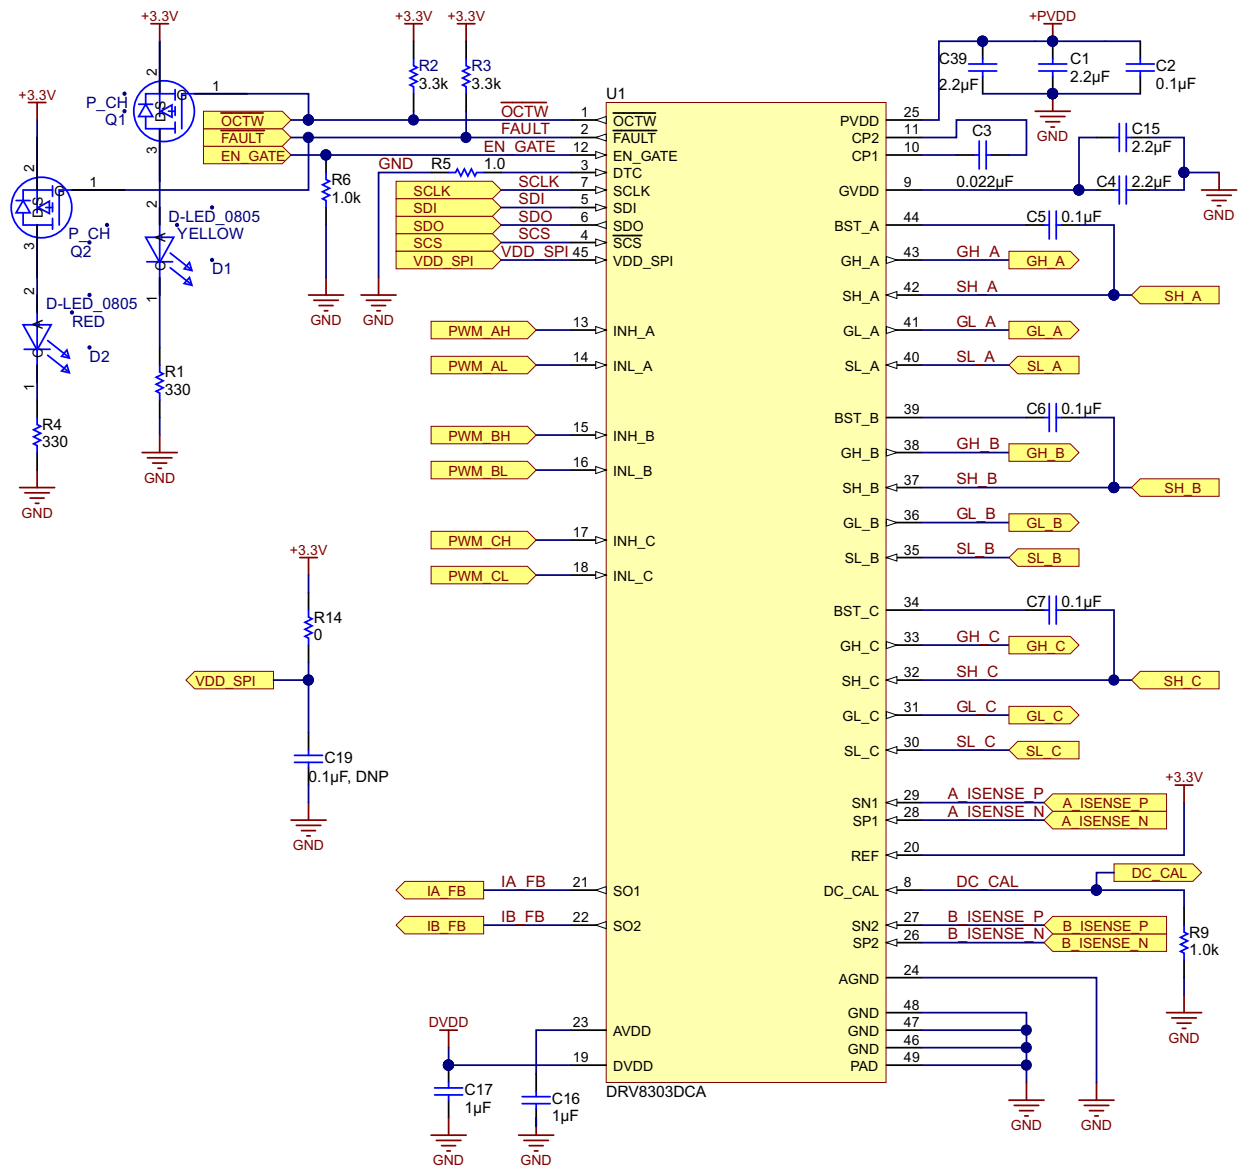 +3.3V
+3.3V
+3.3V
+PVDD
2
1
G
D
S
3
P_CH
Q1
+3.3V
R2
3.3k
R3
3.3k
C39
2.2µF
C1
2.2µF
C2
0.1µF
GND
U1
OCTW
FAULT
EN_GATE
OCTW
FAULT
EN_GATE
1
2
12
OCTW
FAULT
EN_GATE
PVDD
CP2
CP1
25
11
10
C3
0.022µF
C15
2.2µF
C4
2.2µF
GND
2
1
G
D
S
3
P_CH
Q2
R6
1.0k
GND
GND
R5
1.0
3
DTC
SCLK
SCLK
7
SCLK
SDI
SDI
5
SDI
SDO
SDO
6
SDO
SCS
SCS
4
SCS
VDD_SPI
VDD_SPI
45
VDD_SPI
GND
GVDD
9
2
D-LED_0805
YELLOW
A
C
D1
1
R1
330
GND
2
D-LED_0805
RED
A
C
D2
1
R4
330
GND
BST_A
44
C5
0.1µF
GH_A
43
GH_A
GH_A
SH_A
42
SH_A
SH_A
PWM_AH
13
INH_A
GL_A
41
GL_A
GL_A
PWM_AL
14
INL_A
SL_A
40
SL_A
SL_A
BST_B
39
C6
0.1µF
PWM_BH
15
INH_B
GH_B
38
GH_B
GH_B
PWM_BL
16
INL_B
SH_B
37
SH_B
SH_B
GL_B
36
GL_B
GL_B
PWM_CH
17
INH_C
SL_B
35
SL_B
SL_B
PWM_CL
18
INL_C
BST_C
34
C7
0.1µF
GH_C
33
GH_C
GH_C
SH_C
32
SH_C
SH_C
GL_C
31
GL_C
GL_C
SL_C
30
SL_C
SL_C
+3.3V
R14
0
VDD_SPI
C19
0.1µF, DNP
GND
+3.3V
SN1
29
A_ISENSE_P
A_ISENSE_P
SP1
28
A_ISENSE_N
A_ISENSE_N
REF
20
IA_FB
IA_FB
21
SO1
DC_CAL
8
DC_CAL
DC_CAL
IB_FB
IB_FB
22
SO2
SN2
27
B_ISENSE_P
B_ISENSE_P
SP2
26
B_ISENSE_N
B_ISENSE_N
R9
1.0k
GND
AGND
24
GND
48
GND
47
GND
46
PAD
49
DVDD
23
AVDD
19
DVDD
C17
1µF
GND
C16
1µF
GND
DRV8303DCA
GND
GND